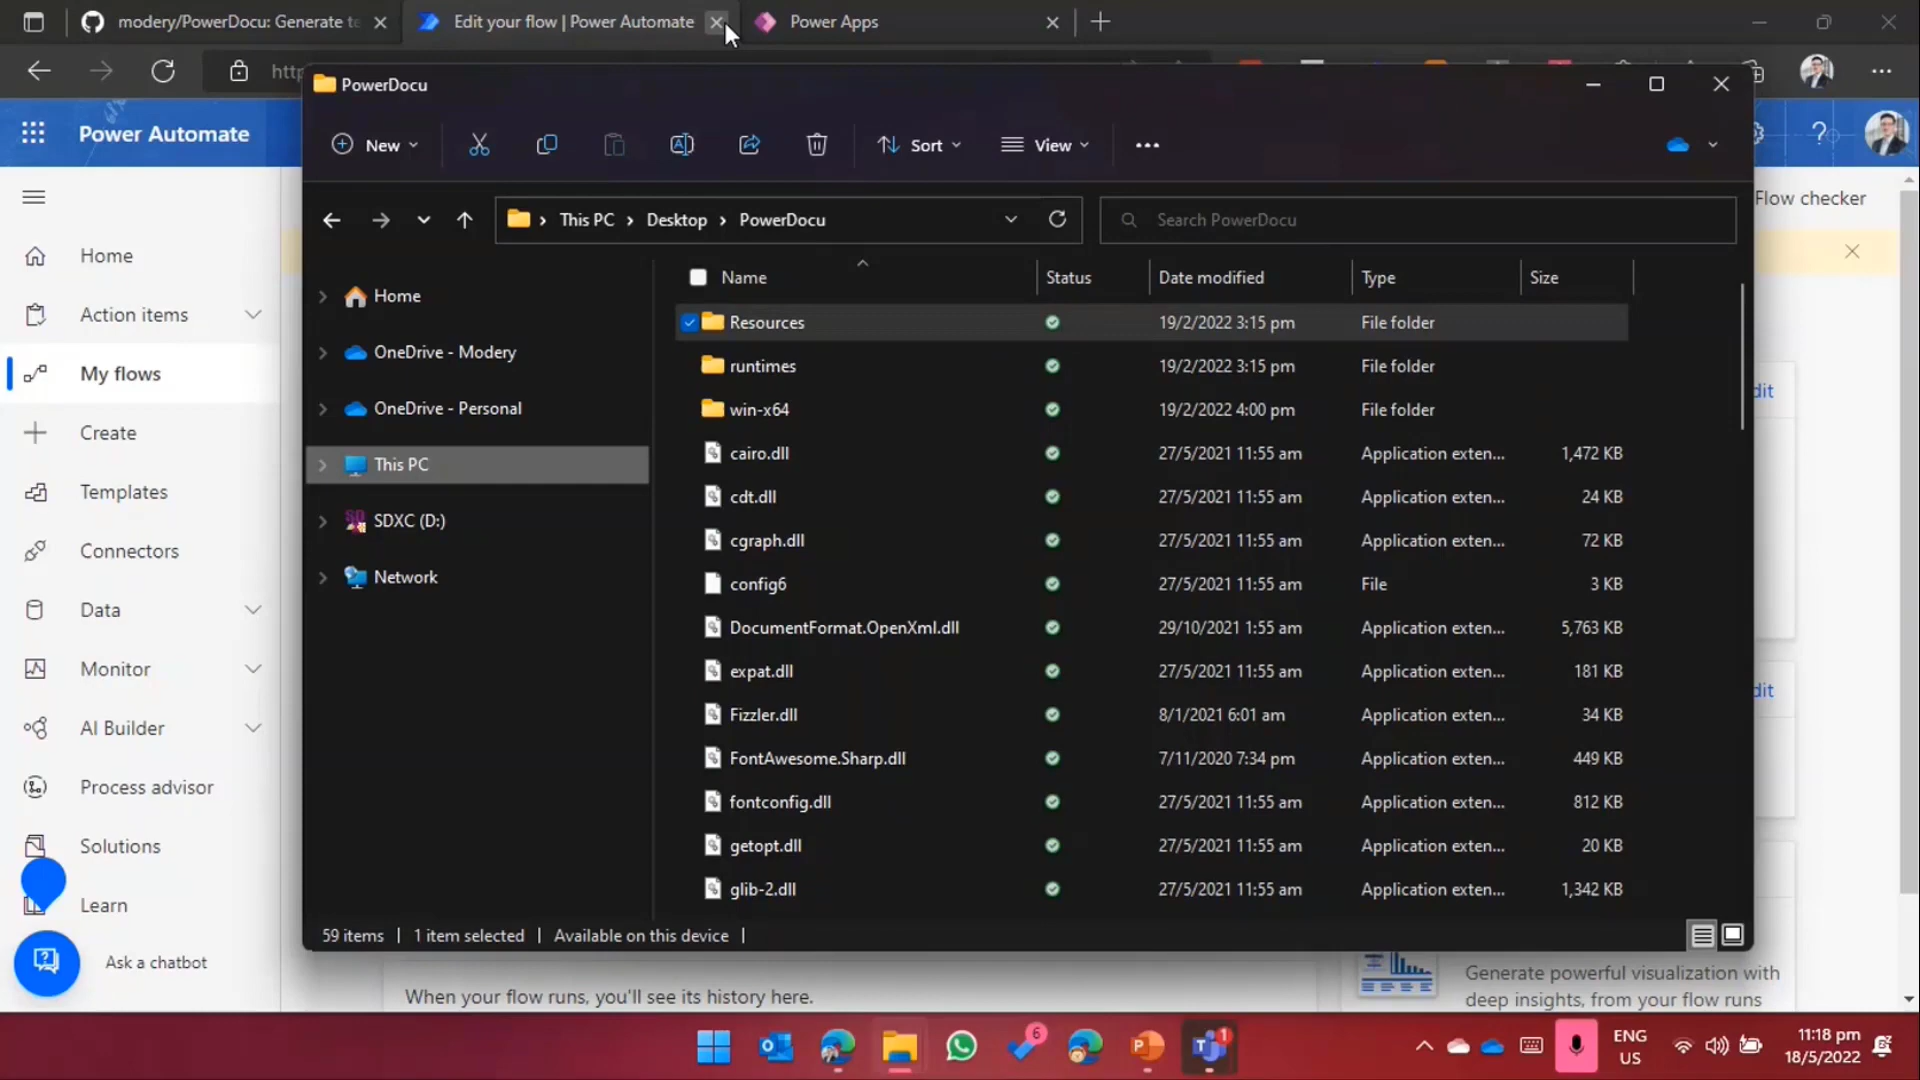 modery/PowerDocu: Generate te
Edit your flow | Power Automate
Power Apps
PowerDocu
Power Automate
New
Sort
View
This PC
Desktop
PowerDocu
Search PowerDocu
Flow checker
Home
Action items
My flows
Create
Templates
Connectors
Data
Monitor
AI Builder
Process advisor
Solutions
Learn
Ask a chatbot
Home
OneDrive - Modery
OneDrive - Personal
This PC
SDXC (D:)
Network
Name Status Date modified Type Size
Resources 19/2/2022 3:15 pm File folder
runtimes 19/2/2022 3:15 pm File folder
win-x64 19/2/2022 4:00 pm File folder
cairo.dll 27/5/2021 11:55 am Application exten... 1,472 KB
cdt.dll 27/5/2021 11:55 am Application exten... 24 KB
cgraph.dll 27/5/2021 11:55 am Application exten... 72 KB
config6 27/5/2021 11:55 am File 3 KB
DocumentFormat.OpenXml.dll 29/10/2021 1:55 am Application exten... 5,763 KB
expat.dll 27/5/2021 11:55 am Application exten... 181 KB
Fizzler.dll 8/1/2021 6:01 am Application exten... 34 KB
FontAwesome.Sharp.dll 7/11/2020 7:34 pm Application exten... 449 KB
fontconfig.dll 27/5/2021 11:55 am Application exten... 812 KB
getopt.dll 27/5/2021 11:55 am Application exten... 20 KB
glib-2.dll 27/5/2021 11:55 am Application exten... 1,342 KB
59 items | 1 item selected | Available on this device |
dit
dit
When your flow runs, you'll see its history here.
Generate powerful visualization with
deep insights, from your flow runs
6
1
ENG
US
11:18 pm
18/5/2022